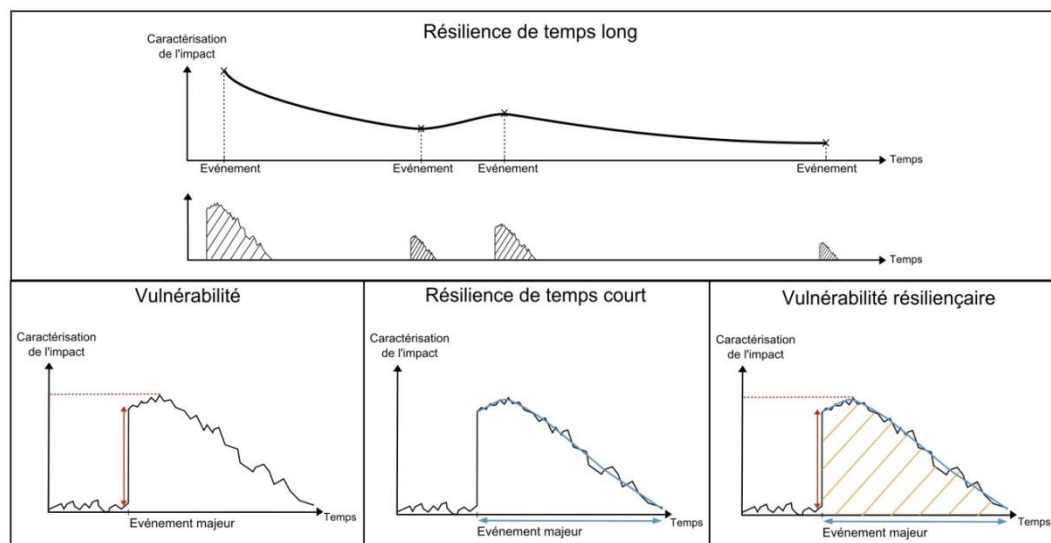 Résilience de temps long
Caractérisation
de l'impact
Temps
Evénement
Evénement
Evénement
Evénement
Temps
Vulnérabilité
Caractérisation
de l'impact
Temps
Evénement majeur
Résilience de temps court
Caractérisation
de l'impact
Temps
Evénement majeur
Vulnérabilité résiliençaire
Caractérisation
de l'impact
Temps
Evénement majeur